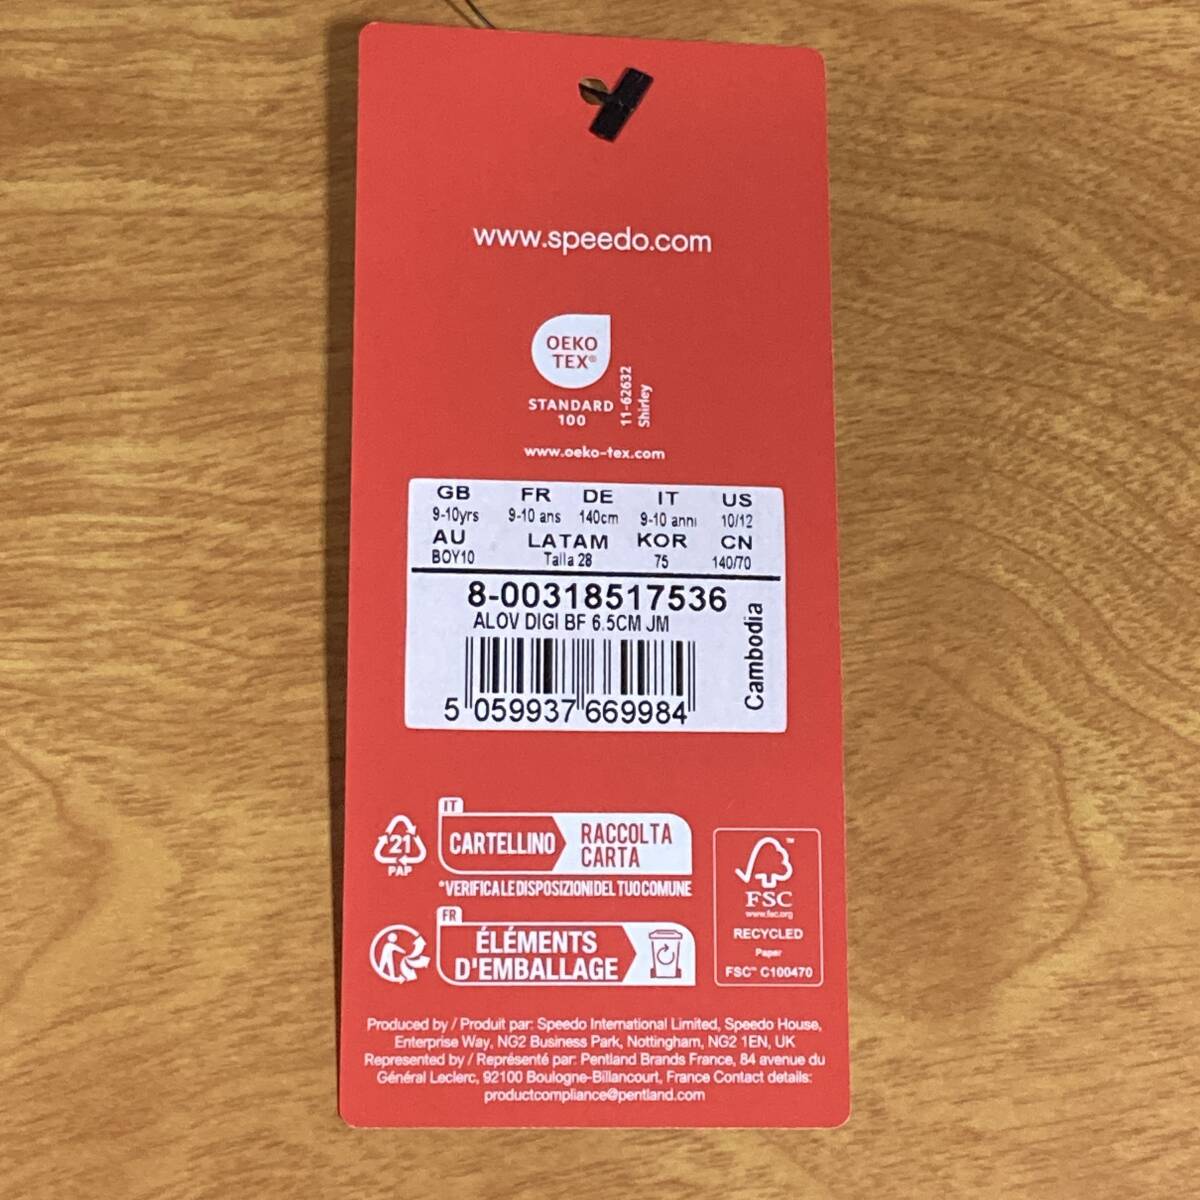 www.speedo.com
OEKO
TEX®
STANDARD
100
11-62632
Shirley
www.oeko-tex.com
GB FR DE IT US
9-10yrs 9-10 ans 140cm 9-10 anni 10/12
AU LATAM KOR CN
BOY10 Talla 28 75 140/70
8-00318517536
ALOV DIGI BF 6.5CM JM
Cambodia
5 059937 669984
IT
21
PAP
CARTELLINO
RACCOLTA
CARTA
*VERIFICA LE DISPOSIZIONI DEL TUO COMUNE
FR
ÉLÉMENTS
D'EMBALLAGE
FSC™
www.fsc.org
RECYCLED
Paper
FSC™ C100470
Produced by / Produit par: Speedo International Limited, Speedo House,
Enterprise Way, NG2 Business Park, Nottingham, NG2 1EN, UK
Represented by / Représenté par: Pentland Brands France, 84 avenue du
Général Leclerc, 92100 Boulogne-Billancourt, France Contact details:
productcompliance@pentland.com